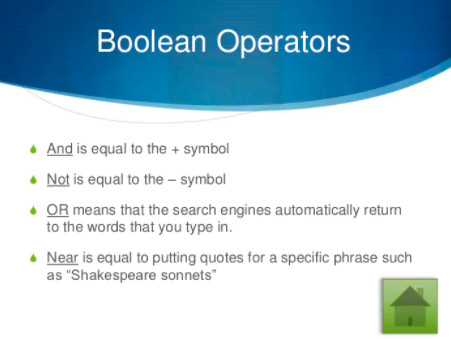 Boolean Operators
And is equal to the + symbol
Not is equal to the – symbol
OR means that the search engines automatically return
to the words that you type in.
Near is equal to putting quotes for a specific phrase such
as “Shakespeare sonnets”